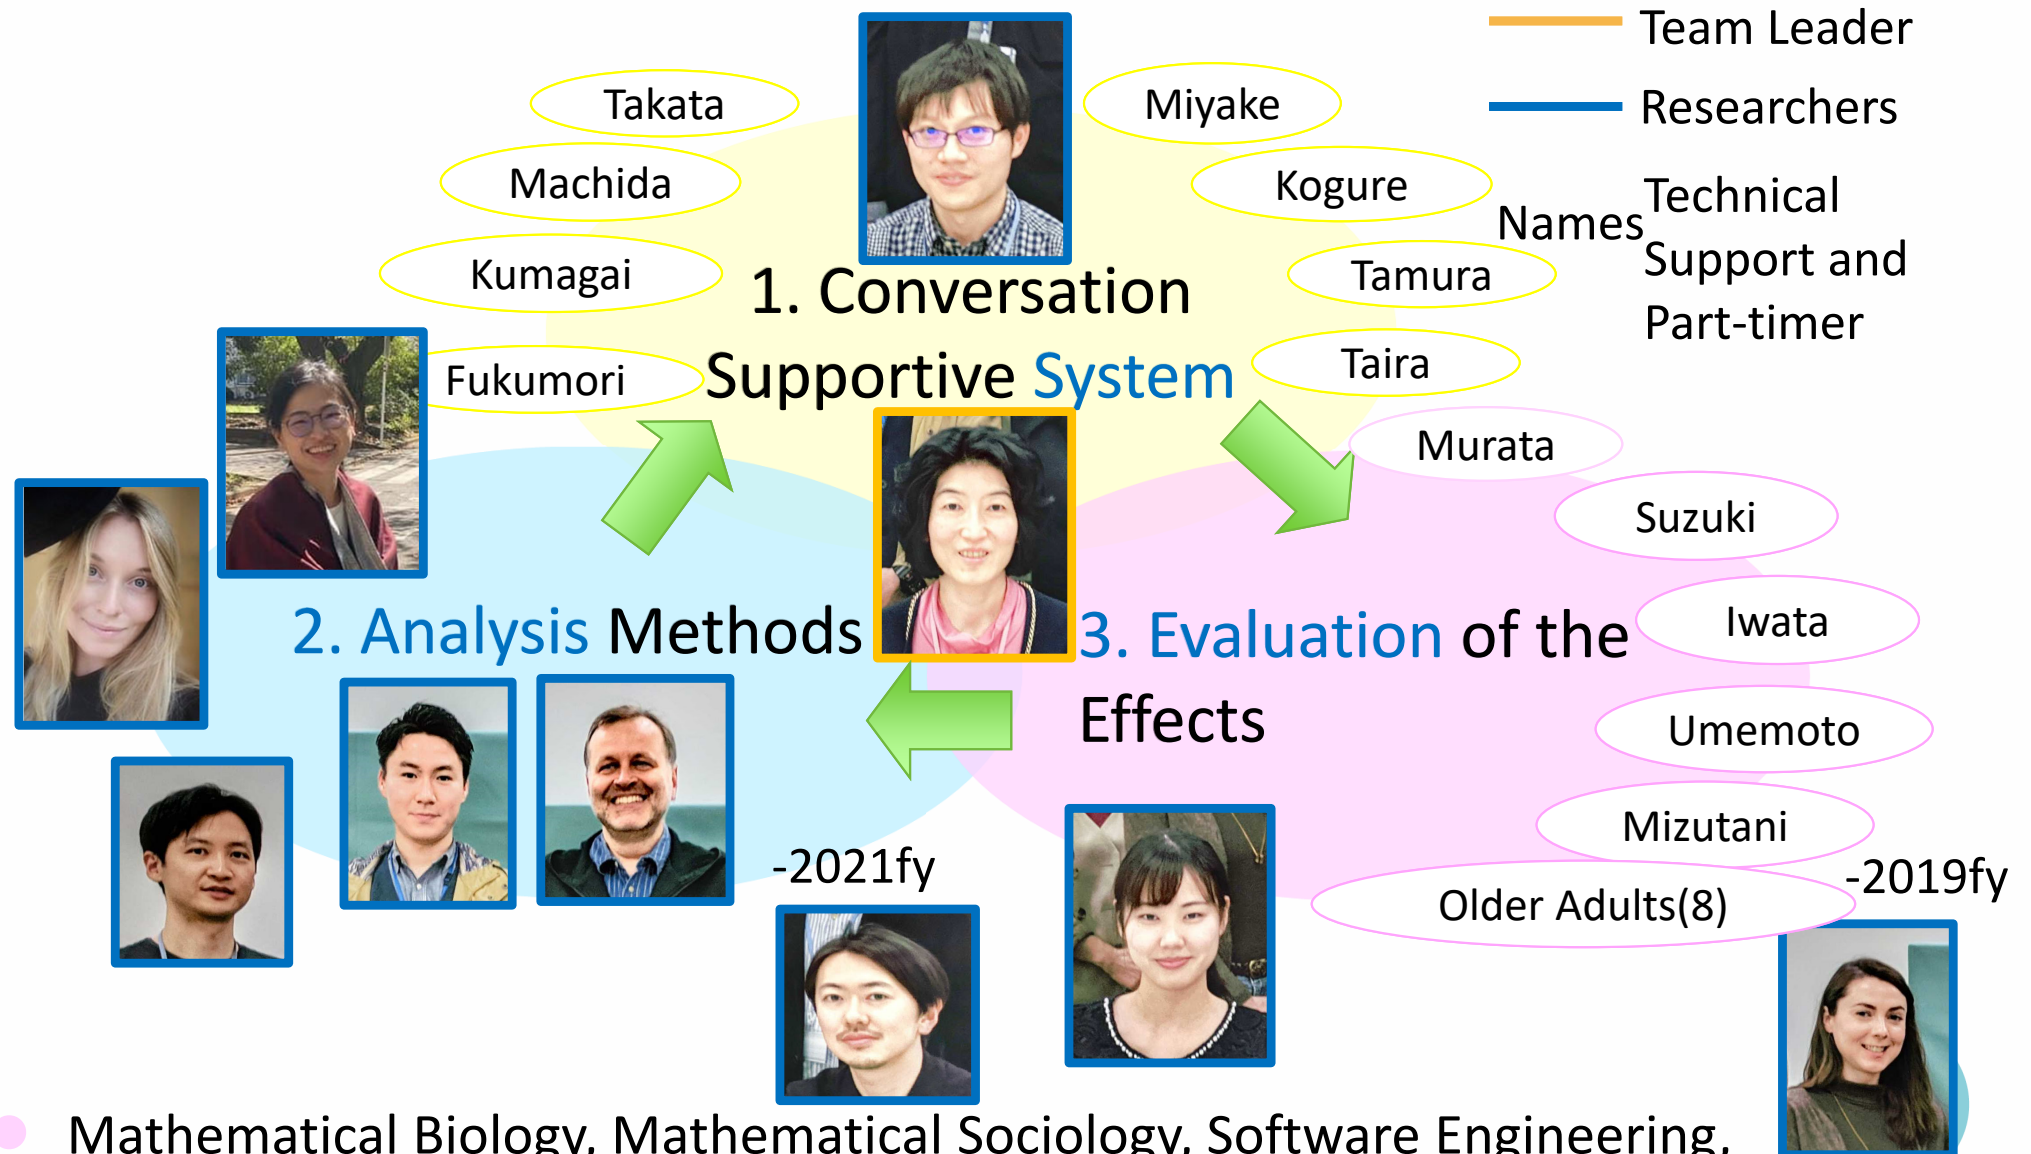 Team Leader
Researchers
Names
Technical
Support and
Part-timer
Takata
Miyake
Machida
Kogure
Kumagai
Tamura
Fukumori
Taira
1. Conversation
Supportive System
Murata
Suzuki
Iwata
Umemoto
Mizutani
Older Adults(8)
2. Analysis Methods
3. Evaluation of the
Effects
-2021fy
-2019fy
Mathematical Biology, Mathematical Sociology, Software Engineering,